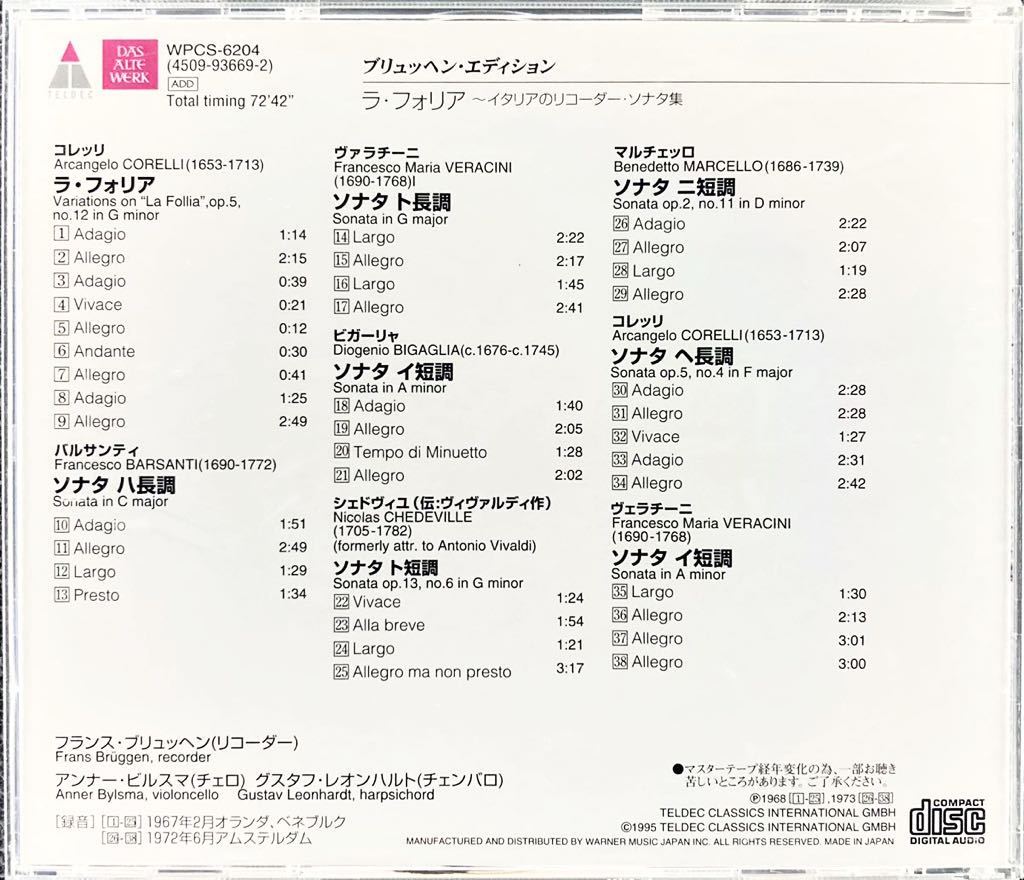 TELDEC
DAS
ALTE
WERK
WPCS-6204
(4509-93669-2)
ADD
Total timing 72'42"
ブリュッヘン・エディション
ラ・フォリア ～イタリアのリコーダー・ソナタ集
コレッリ
Arcangelo CORELLI(1653-1713)
ラ・フォリア
Variations on "La Follia",op.5,
no.12 in G minor
1 Adagio 1:14
2 Allegro 2:15
3 Adagio 0:39
4 Vivace 0:21
5 Allegro 0:12
6 Andante 0:30
7 Allegro 0:41
8 Adagio 1:25
9 Allegro 2:49
バルサンティ
Francesco BARSANTI(1690-1772)
ソナタ ハ長調
Sonata in C major
10 Adagio 1:51
11 Allegro 2:49
12 Largo 1:29
13 Presto 1:34
ヴァラチーニ
Francesco Maria VERACINI
(1690-1768)I
ソナタ ト長調
Sonata in G major
14 Largo 2:22
15 Allegro 2:17
16 Largo 1:45
17 Allegro 2:41
ビガーリャ
Diogenio BIGAGLIA(c.1676-c.1745)
ソナタ イ短調
Sonata in A minor
18 Adagio 1:40
19 Allegro 2:05
20 Tempo di Minuetto 1:28
21 Allegro 2:02
シェドヴィユ（伝:ヴィヴァルディ作）
Nicolas CHEDEVILLE
(1705-1782)
(formerly attr. to Antonio Vivaldi)
ソナタ ト短調
Sonata op.13, no.6 in G minor
22 Vivace 1:24
23 Alla breve 1:54
24 Largo 1:21
25 Allegro ma non presto 3:17
マルチェッロ
Benedetto MARCELLO(1686-1739)
ソナタ ニ短調
Sonata op.2, no.11 in D minor
26 Adagio 2:22
27 Allegro 2:07
28 Largo 1:19
29 Allegro 2:28
コレッリ
Arcangelo CORELLI(1653-1713)
ソナタ ヘ長調
Sonata op.5, no.4 in F major
30 Adagio 2:28
31 Allegro 2:28
32 Vivace 1:27
33 Adagio 2:31
34 Allegro 2:42
ヴェラチーニ
Francesco Maria VERACINI
(1690-1768)
ソナタ イ短調
Sonata in A minor
35 Largo 1:30
36 Allegro 2:13
37 Allegro 3:01
38 Allegro 3:00
フランス・ブリュッヘン(リコーダー)
Frans Brüggen, recorder
アンナー・ビルスマ(チェロ) グスタフ・レオンハルト(チェンバロ)
Anner Bylsma, violoncello Gustav Leonhardt, harpsichord
[録音] [1-25] 1967年2月オランダ、ベネブルク
[26-38] 1972年6月アムステルダム
●マスターテープ経年変化の為、一部お聴き
苦しいところがあります。ご了承ください。
℗1968 [1-25], 1973 [26-38]
TELDEC CLASSICS INTERNATIONAL GMBH
©1995 TELDEC CLASSICS INTERNATIONAL GMBH
MANUFACTURED AND DISTRIBUTED BY WARNER MUSIC JAPAN INC. ALL RIGHTS RESERVED. MADE IN JAPAN
COMPACT
disc
DIGITAL AUDIO